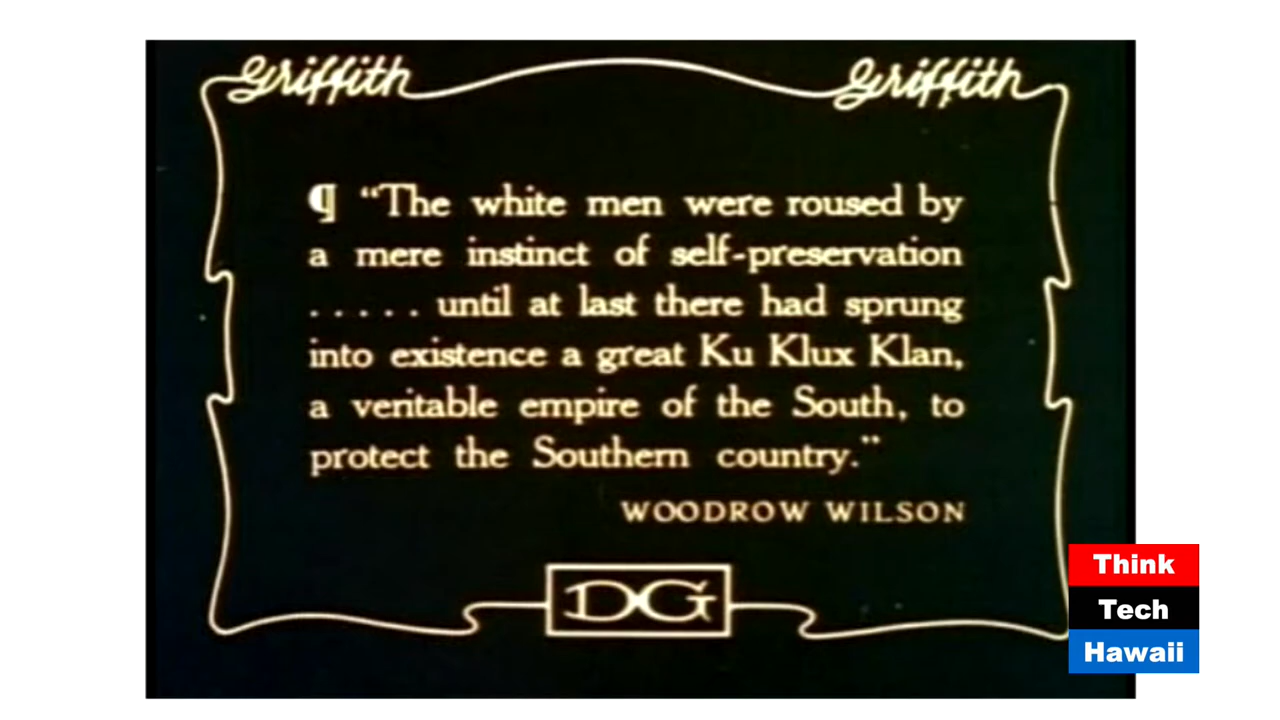 Griffith Griffith
¶ “The white men were roused by
a mere instinct of self-preservation
..... until at last there had sprung
into existence a great Ku Klux Klan,
a veritable empire of the South, to
protect the Southern country.”
WOODROW WILSON
DG
Think
Tech
Hawaii